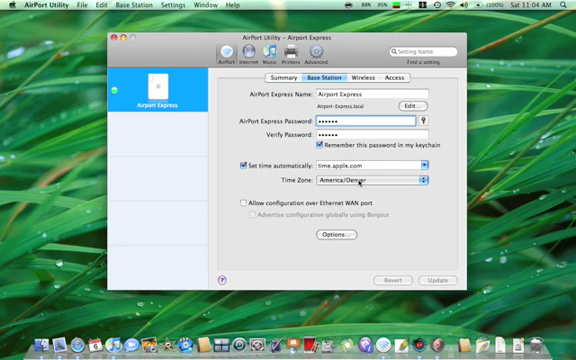 AirPort Utility File Edit Base Station Settings Window Help 88% 95% (100%) Sat 11:04 AM
AirPort Utility – AirPort Express
AirPort Internet Music Printers Advanced
Setting Name
Find a setting
Summary Base Station Wireless Access
AirPort Express Name: Airport Express
Airport-Express.local Edit...
Airport Express
AirPort Express Password: ••••••
Verify Password: ••••••
Remember this password in my keychain
Set time automatically: time.apple.com
Time Zone: America/Denver
Allow configuration over Ethernet WAN port
Advertise configuration globally using Bonjour
Options...
? Revert Update